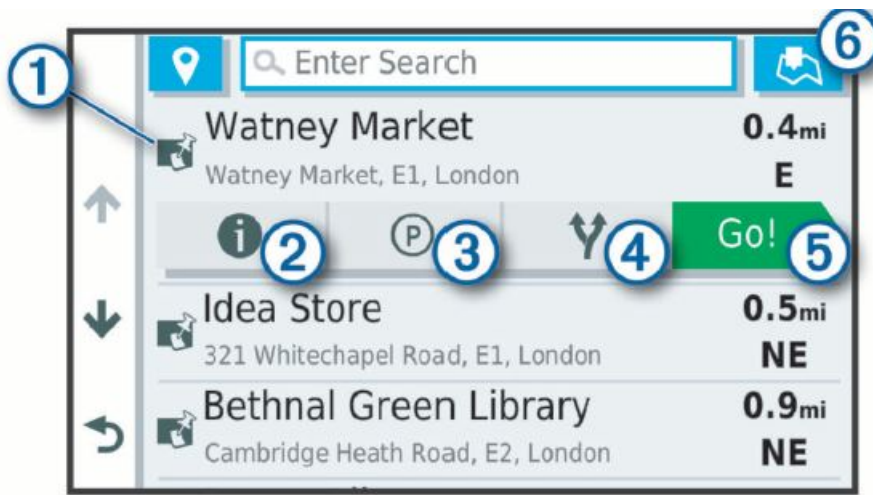 6
Enter Search
1
Watney Market
0.4mi
Watney Market, E1, London
E
i
2
P
3
4
Go!
5
Idea Store
0.5mi
321 Whitechapel Road, E1, London
NE
Bethnal Green Library
0.9mi
Cambridge Heath Road, E2, London
NE